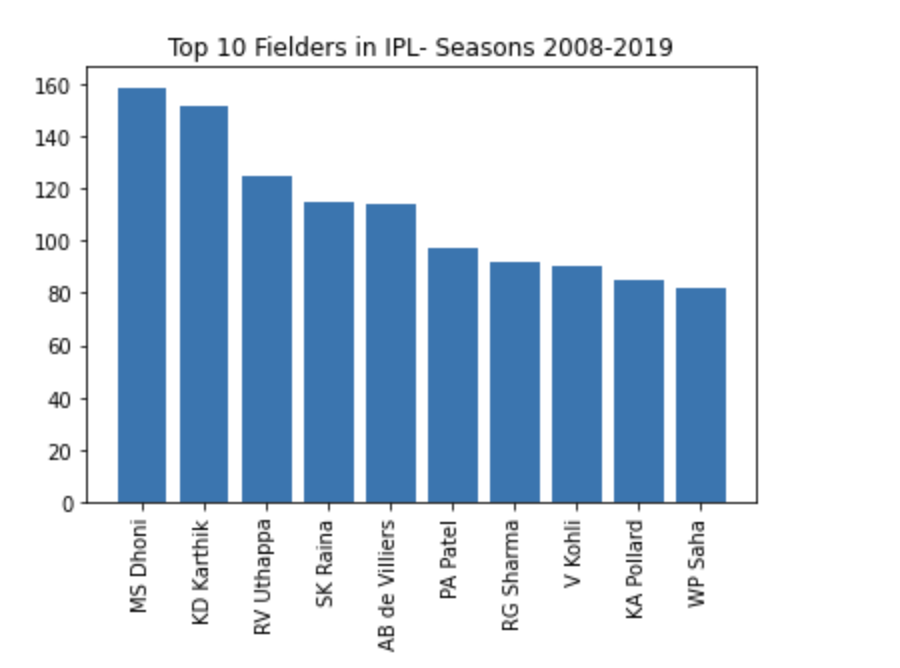 Top 10 Fielders in IPL- Seasons 2008-2019
160
140
120
100
80
60
40
20
0
MS Dhoni
KD Karthik
RV Uthappa
SK Raina
AB de Villiers
PA Patel
RG Sharma
V Kohli
KA Pollard
WP Saha